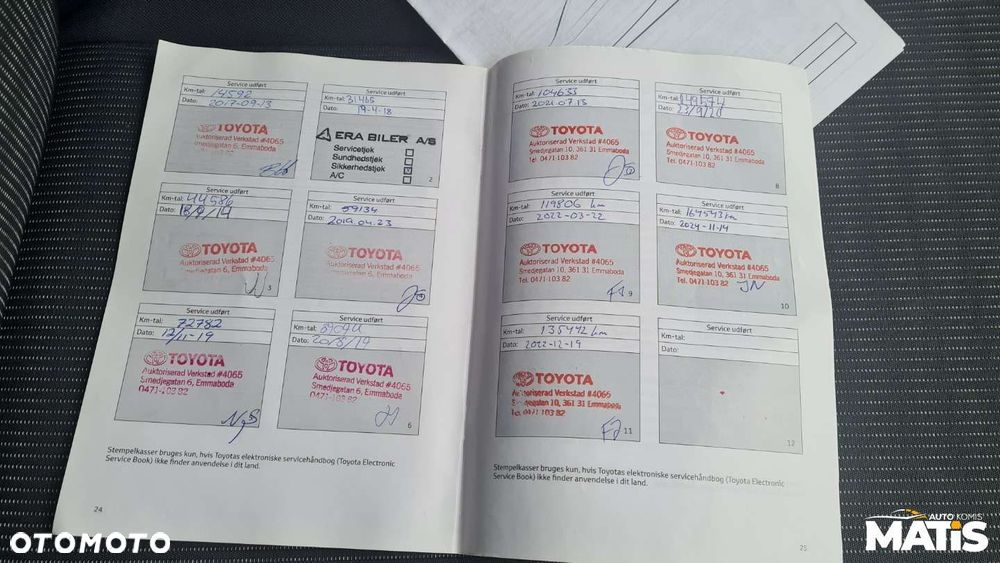 Service udført
Km-tal: 14592
Dato: 2017-09-13
TOYOTA
Auktoriserad Verkstad #4065
Smedjegatan 6, Emmaboda
Service udført
Km-tal: 31465
Dato: 19-4-18
ERA BILER A/S
Servicetjek
Sundhedstjek
Sikkerhedstjek
A/C
2
Service udført
Km-tal: 44586
Dato:
TOYOTA
Auktoriserad Verkstad #4065
Smedjegatan 6, Emmaboda
3
Service udført
Km-tal: 59134
Dato: 2019.04.23
TOYOTA
Auktoriserad Verkstad #4065
Smedjegatan 6, Emmaboda
Service udført
Km-tal: 72782
Dato: 12/11-19
TOYOTA
Auktoriserad Verkstad #4065
Smedjegatan 6, Emmaboda
0471-103 82
Service udført
Km-tal:
Dato:
TOYOTA
Auktoriserad Verkstad #4065
Smedjegatan 6, Emmaboda
0471-103 82
6
Stempelkasser bruges kun, hvis Toyotas elektroniske servicehåndbog (Toyota Electronic
Service Book) ikke finder anvendelse i dit land.
24
Service udført
Km-tal: 104633
Dato: 2021.07.13
TOYOTA
Auktoriserad Verkstad #4065
Smedjegatan 10, 361 31 Emmaboda
Tel. 0471-103 82
Service udført
Km-tal: 149574
Dato:
TOYOTA
Auktoriserad Verkstad #4065
Smedjegatan 10, 361 31 Emmaboda
Tel. 0471-103 82
8
Service udført
Km-tal: 119806 km
Dato: 2022-03-22
TOYOTA
Auktoriserad Verkstad #4065
Smedjegatan 10, 361 31 Emmaboda
Tel. 0471-103 82
9
Service udført
Km-tal: 164543 km
Dato: 2024-11-14
TOYOTA
Auktoriserad Verkstad #4065
Smedjegatan 10, 361 31 Emmaboda
Tel. 0471-103 82
JN
10
Service udført
Km-tal: 135472 km
Dato: 2022-12-19
TOYOTA
Auktoriserad Verkstad #4065
Smedjegatan 10, 361 31 Emmaboda
Tel. 0471-103 82
11
Service udført
Km-tal:
Dato:
12
Stempelkasser bruges kun, hvis Toyotas elektroniske servicehåndbog (Toyota Electronic
Service Book) ikke finder anvendelse i dit land.
25
OTOMOTO
AUTO KOMIS
MATIS